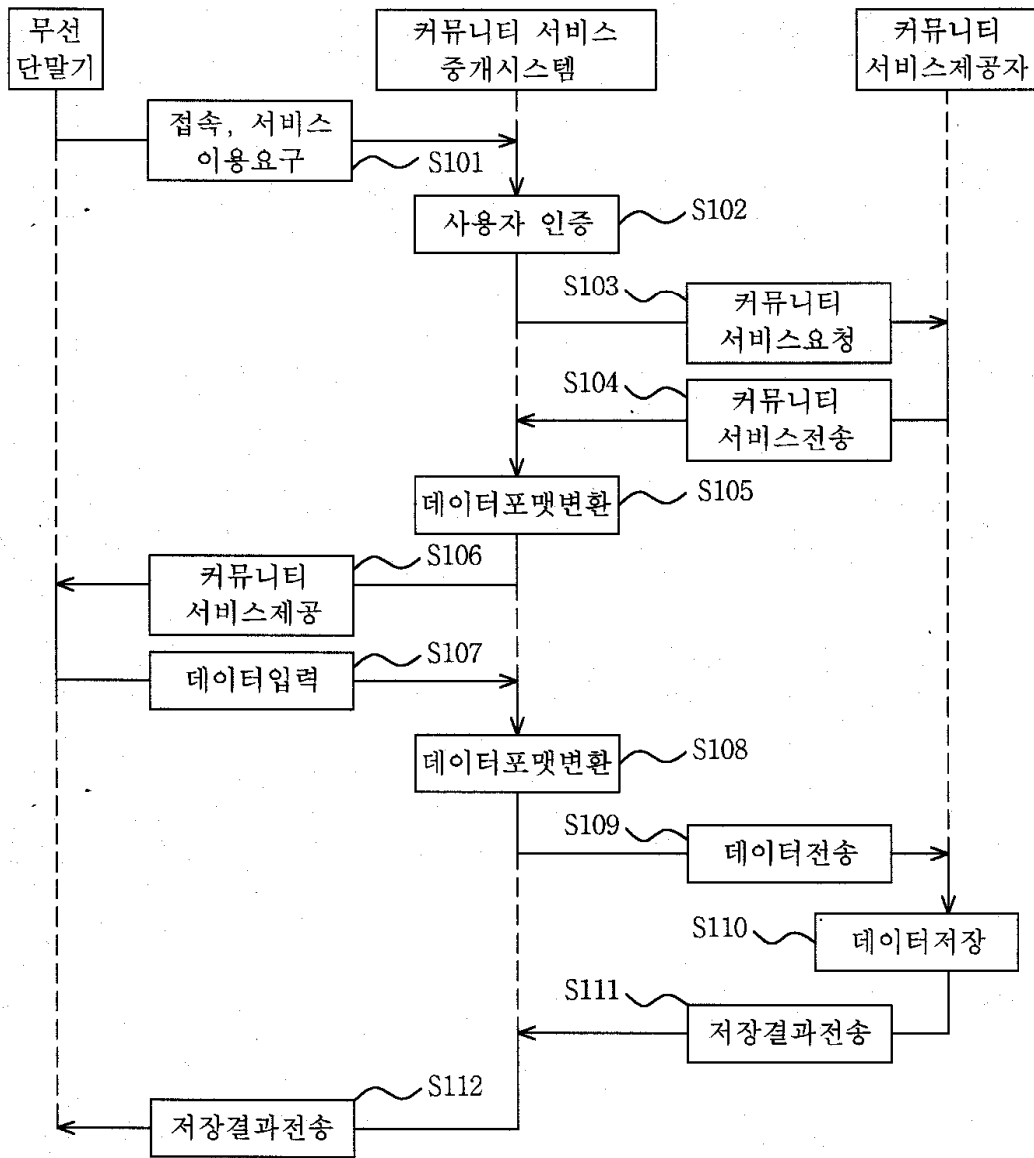 무선
단말기
커뮤니티 서비스
중개시스템
커뮤니티
서비스제공자
접속, 서비스
이용요구
S101
사용자 인증
S102
S103
커뮤니티
서비스요청
S104
커뮤니티
서비스전송
데이터포맷변환
S105
S106
커뮤니티
서비스제공
S107
데이터입력
데이터포맷변환
S108
S109
데이터전송
S110
데이터저장
S111
저장결과전송
S112
저장결과전송